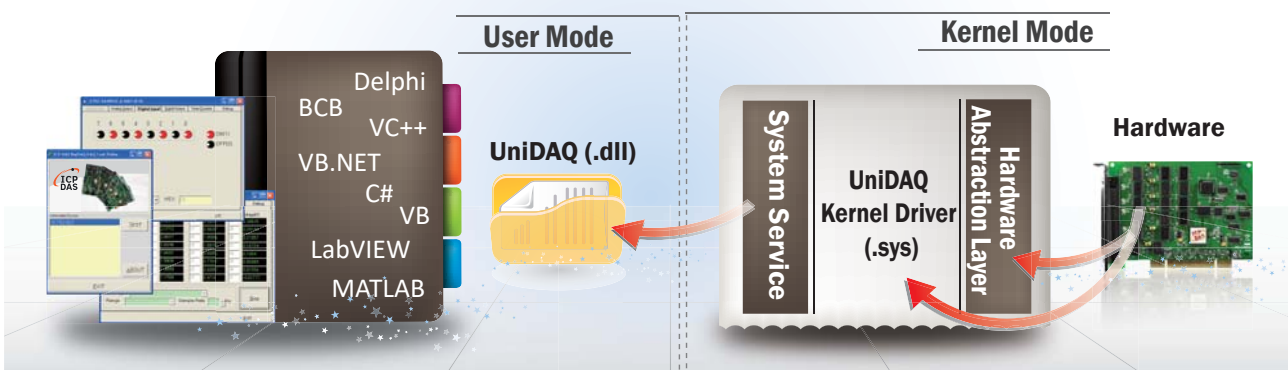 User Mode
Kernel Mode
Delphi
BCB
VC++
VB.NET
C#
VB
LabVIEW
MATLAB
ICP
DAS
UniDAQ (.dll)
System Service
UniDAQ
Kernel Driver
(.sys)
Hardware
Abstraction Layer
Hardware